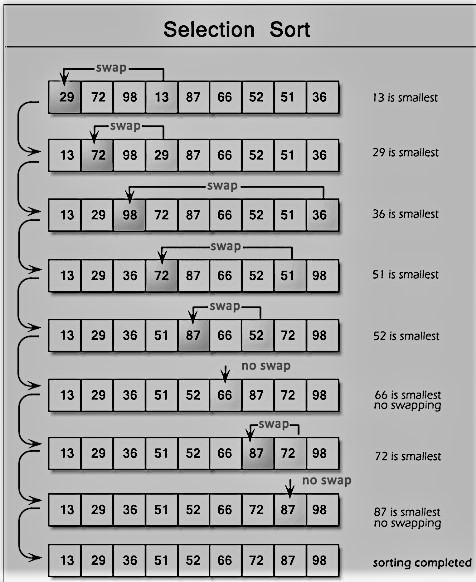 Selection Sort
swap
29 72 98 13 87 66 52 51 36 13 is smallest
swap
13 72 98 29 87 66 52 51 36 29 is smallest
swap
13 29 98 72 87 66 52 51 36 36 is smallest
swap
13 29 36 72 87 66 52 51 98 51 is smallest
swap
13 29 36 51 87 66 52 72 98 52 is smallest
no swap
13 29 36 51 52 66 87 72 98 66 is smallest
no swapping
swap
13 29 36 51 52 66 87 72 98 72 is smallest
no swap
13 29 36 51 52 66 72 87 98 87 is smallest
no swapping
13 29 36 51 52 66 72 87 98 sorting completed